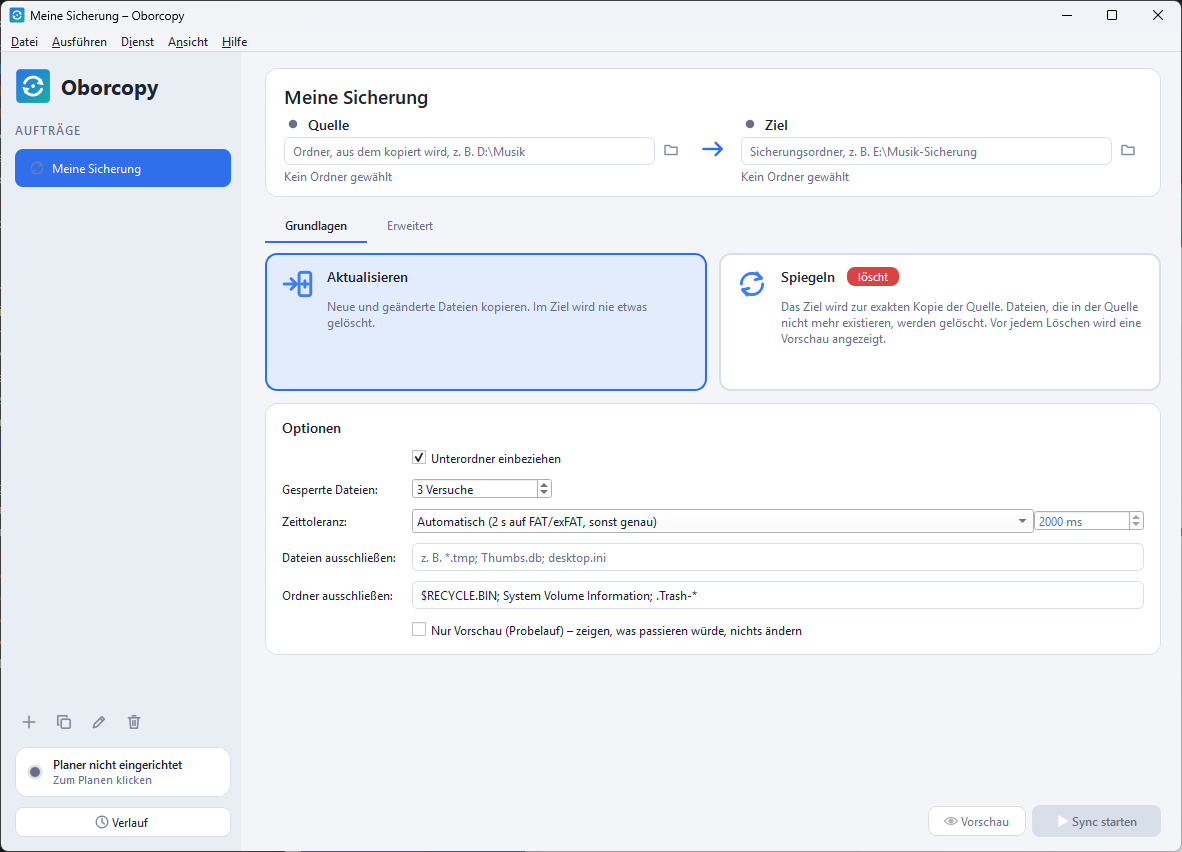 Meine Sicherung – Oborcopy
Datei Ausführen Dienst Ansicht Hilfe
Oborcopy
AUFTRÄGE
Meine Sicherung
Planer nicht eingerichtet
Zum Planen klicken
Verlauf
Meine Sicherung
Quelle
Ordner, aus dem kopiert wird, z. B. D:\Musik
Kein Ordner gewählt
Ziel
Sicherungsordner, z. B. E:\Musik-Sicherung
Kein Ordner gewählt
Grundlagen Erweitert
Aktualisieren
Neue und geänderte Dateien kopieren. Im Ziel wird nie etwas
gelöscht.
Spiegeln löscht
Das Ziel wird zur exakten Kopie der Quelle. Dateien, die in der Quelle
nicht mehr existieren, werden gelöscht. Vor jedem Löschen wird eine
Vorschau angezeigt.
Optionen
Unterordner einbeziehen
Gesperrte Dateien: 3 Versuche
Zeittoleranz: Automatisch (2 s auf FAT/exFAT, sonst genau) 2000 ms
Dateien ausschließen: z. B. *.tmp; Thumbs.db; desktop.ini
Ordner ausschließen: $RECYCLE.BIN; System Volume Information; .Trash-*
Nur Vorschau (Probelauf) – zeigen, was passieren würde, nichts ändern
Vorschau Sync starten